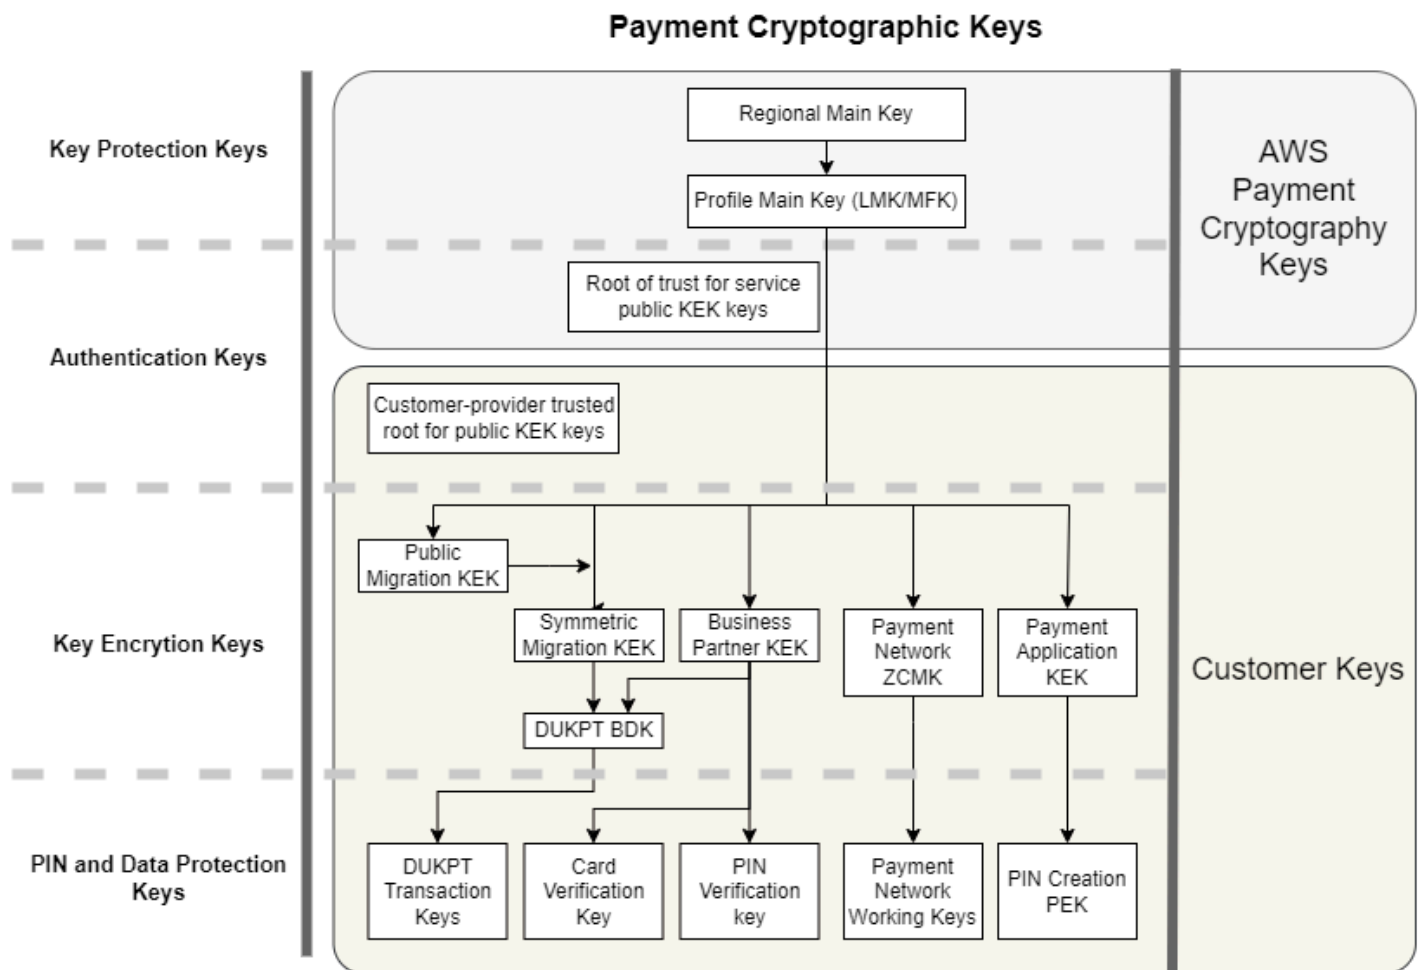 Payment Cryptographic Keys
Key Protection Keys
Regional Main Key
Profile Main Key (LMK/MFK)
AWS
Payment
Cryptography
Keys
Authentication Keys
Root of trust for service
public KEK keys
Customer-provider trusted
root for public KEK keys
Key Encrytion Keys
Public
Migration KEK
Symmetric
Migration KEK
Business
Partner KEK
Payment
Network
ZCMK
Payment
Application
KEK
DUKPT BDK
Customer Keys
PIN and Data Protection
Keys
DUKPT
Transaction
Keys
Card
Verification
Key
PIN
Verification
key
Payment
Network
Working Keys
PIN Creation
PEK